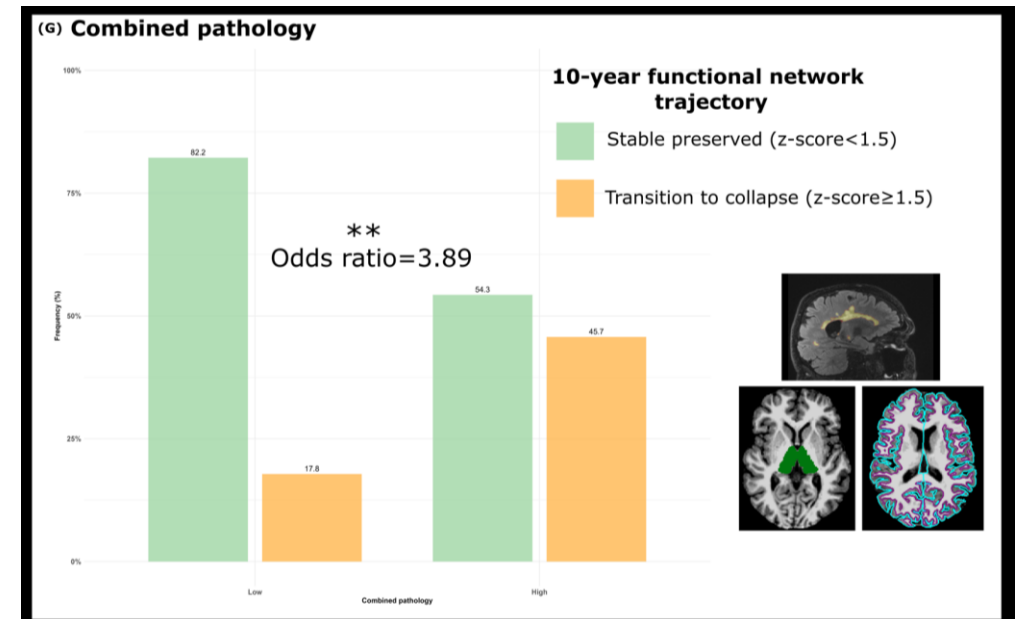 (G) Combined pathology
10-year functional network
trajectory
Stable preserved (z-score<1.5)
Transition to collapse (z-score≥1.5)
100%
75%
50%
25%
0%
Frequency (%)
82.2
17.8
54.3
45.7
**
Odds ratio=3.89
Low
High
Combined pathology